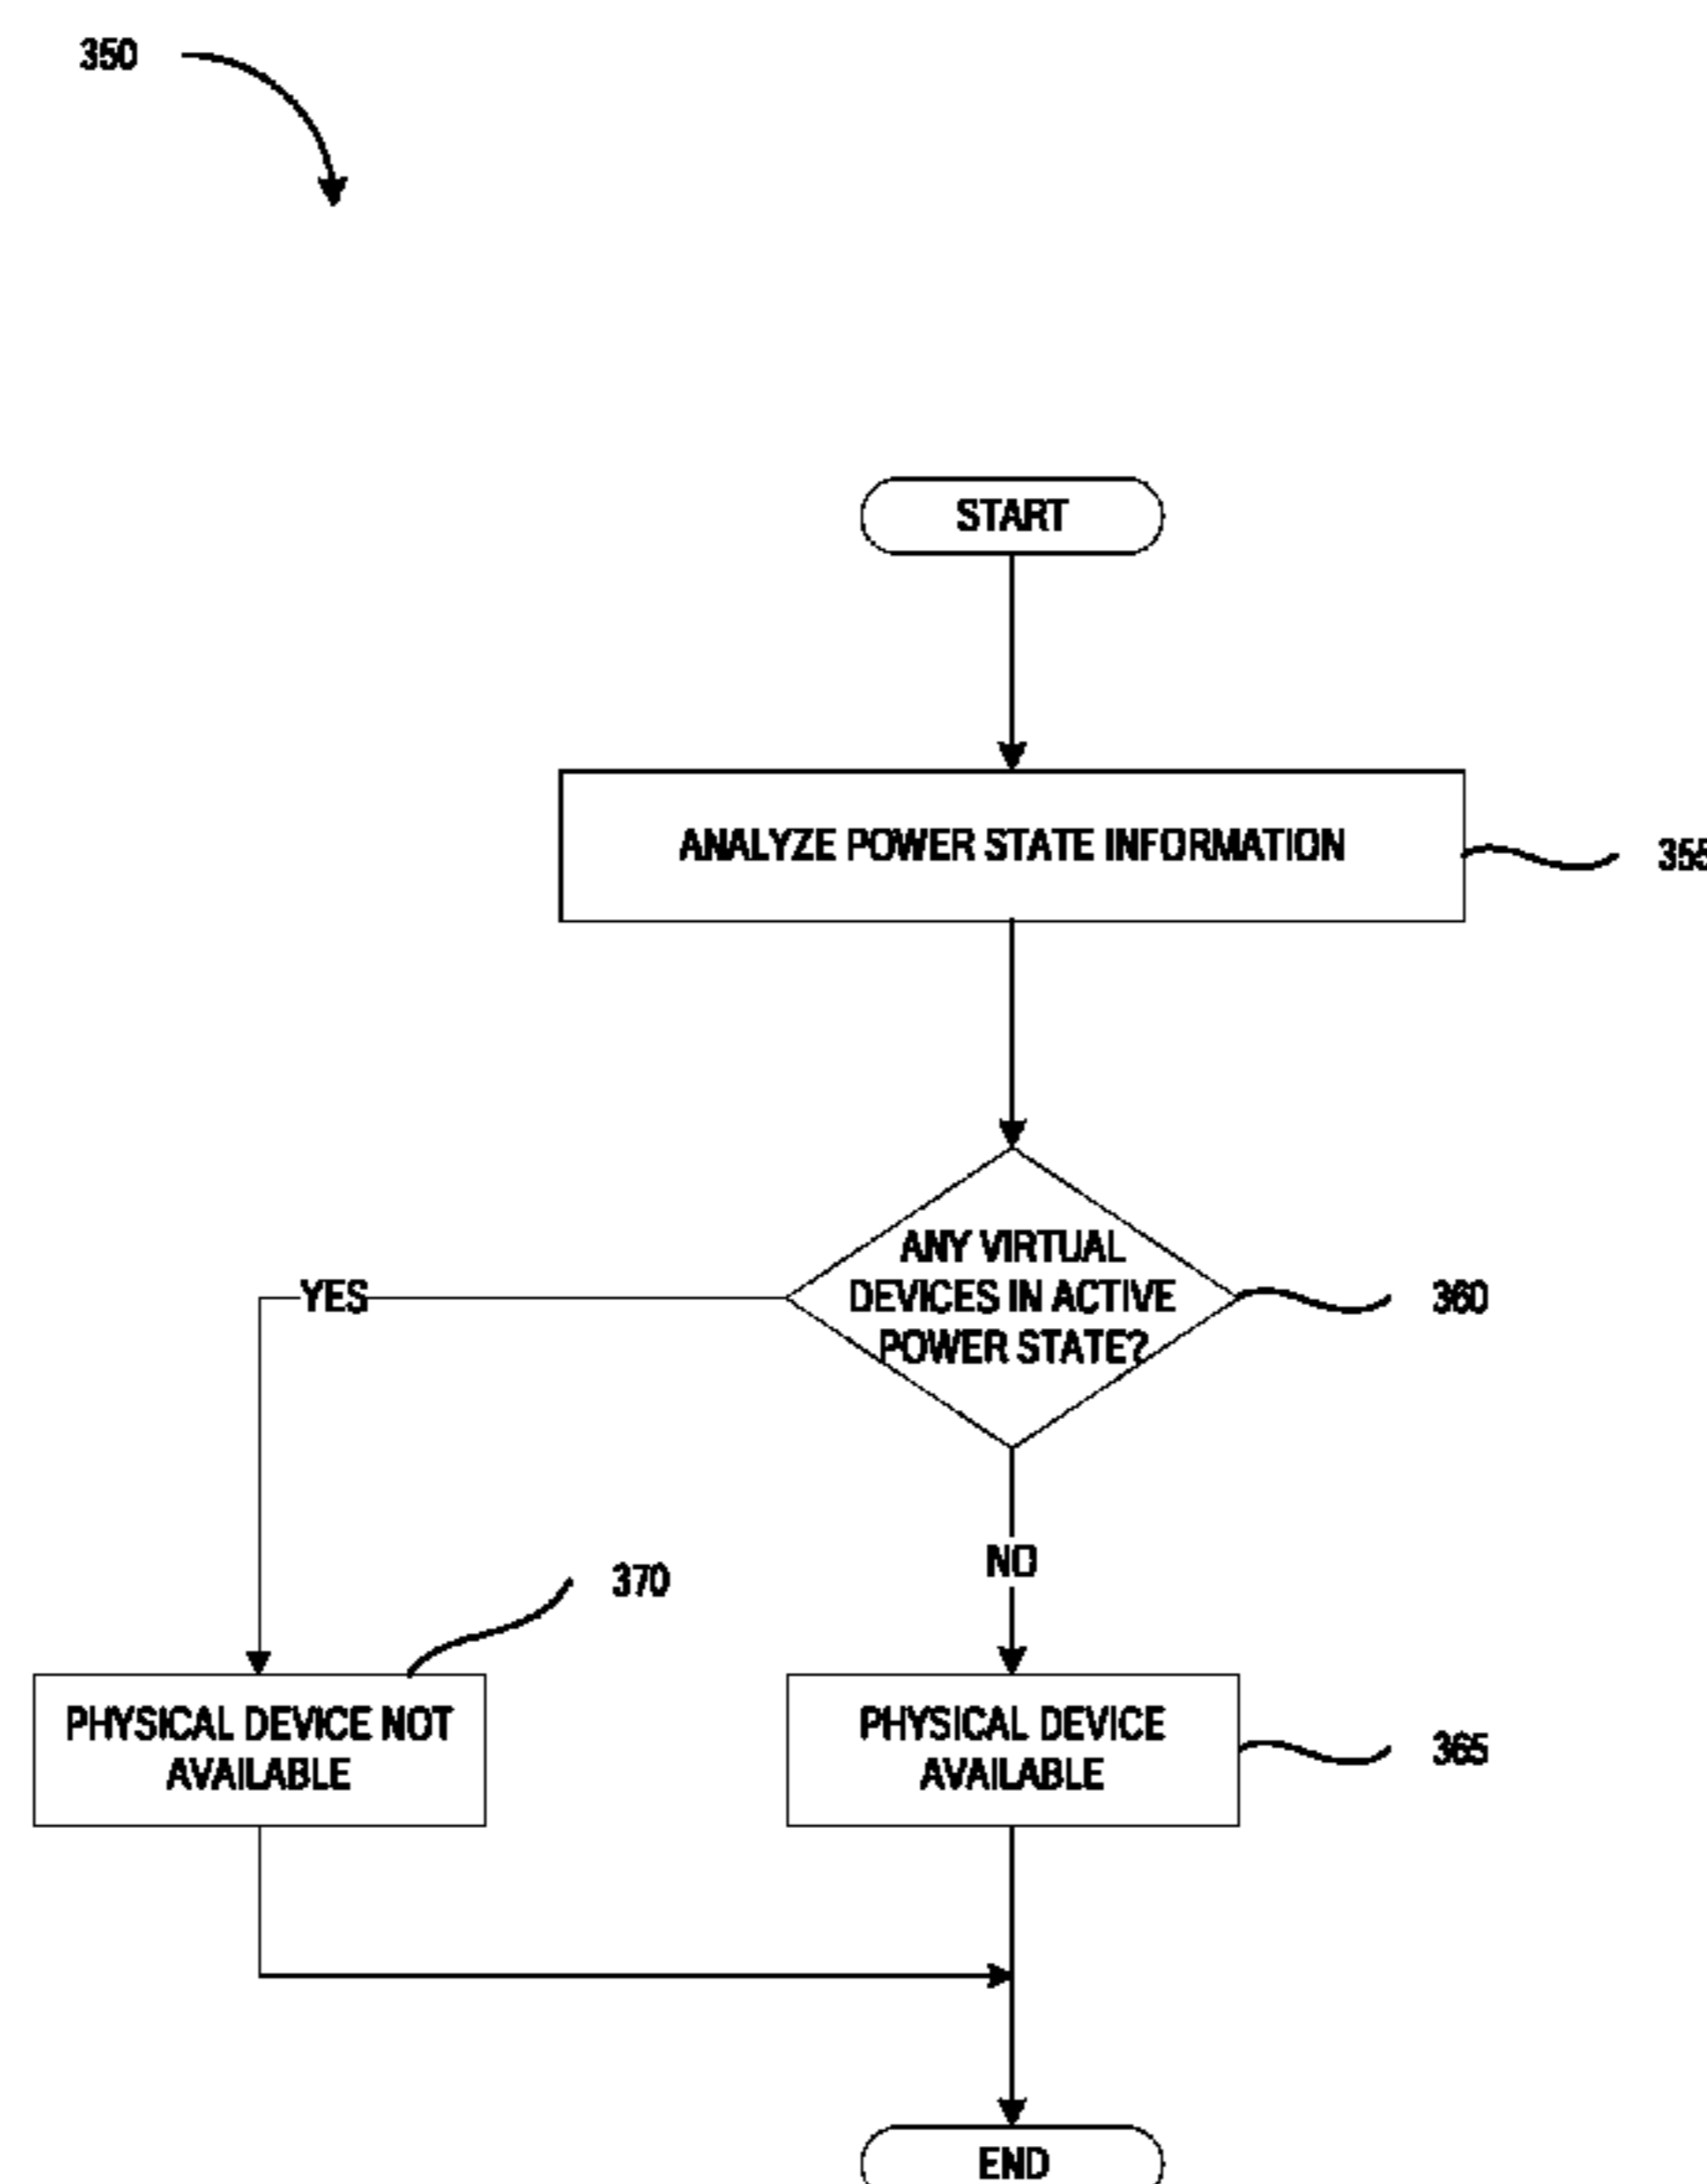 350
START
ANALYZE POWER STATE INFORMATION
355
ANY VIRTUAL
DEVICES IN ACTIVE
POWER STATE?
360
YES
NO
370
PHYSICAL DEVICE NOT
AVAILABLE
PHYSICAL DEVICE
AVAILABLE
365
END